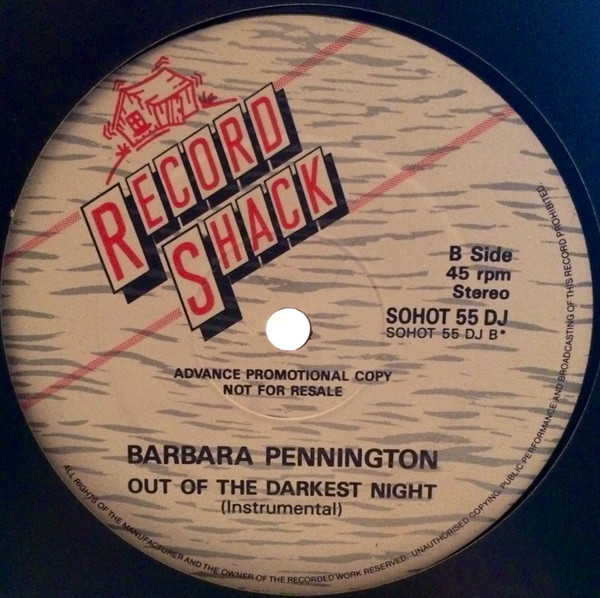 RECORD
SHACK
B Side
45 rpm
Stereo
SOHOT 55 DJ
SOHOT 55 DJ B*
ADVANCE PROMOTIONAL COPY
NOT FOR RESALE
BARBARA PENNINGTON
OUT OF THE DARKEST NIGHT
(Instrumental)
ALL RIGHTS OF THE MANUFACTURER AND THE OWNER OF THE RECORDED WORK RESERVED. UNAUTHORISED COPYING, PUBLIC PERFORMANCE AND BROADCASTING OF THIS RECORD PROHIBITED.